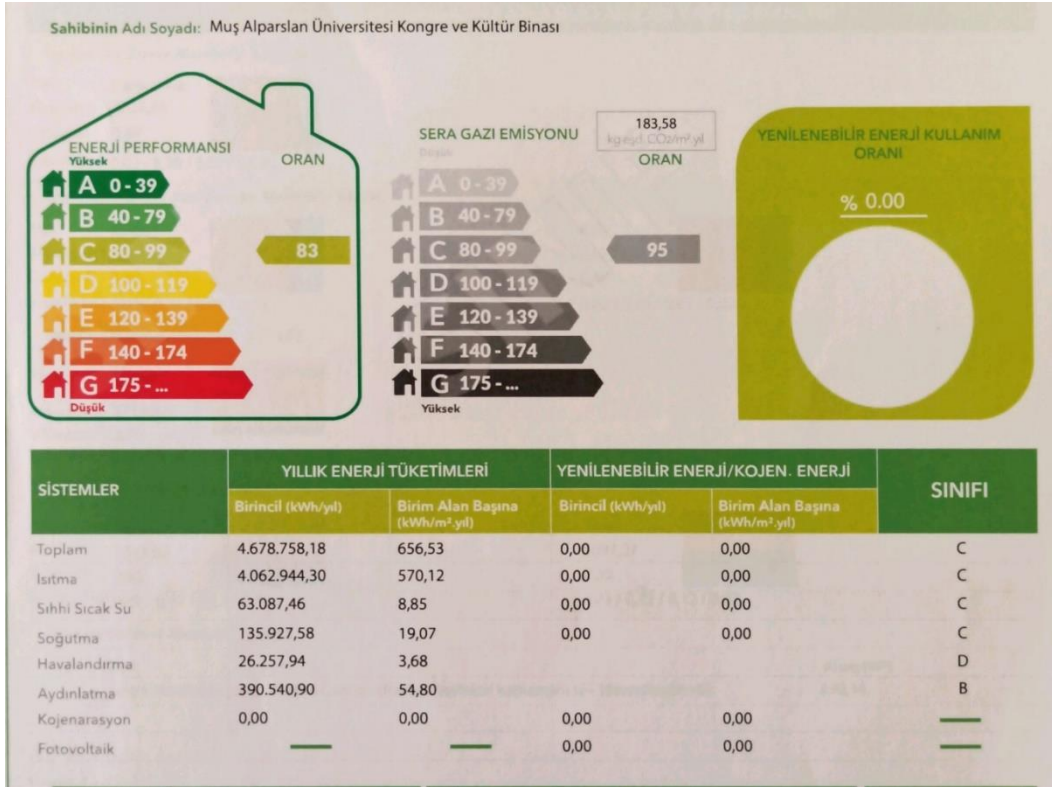 Sahibinin Adı Soyadı: Muş Alparslan Üniversitesi Kongre ve Kültür Binası
ENERJİ PERFORMANSI
Yüksek
ORAN
A 0 - 39
B 40 - 79
C 80 - 99
83
D 100 - 119
E 120 - 139
F 140 - 174
G 175 - ...
Düşük
SERA GAZI EMİSYONU
183,58
kg eşd. CO2/m².yıl
Düşük
ORAN
A 0 - 39
B 40 - 79
C 80 - 99
95
D 100 - 119
E 120 - 139
F 140 - 174
G 175 - ...
Yüksek
YENİLENEBİLİR ENERJİ KULLANIM
ORANI
% 0.00
SİSTEMLER
YILLIK ENERJİ TÜKETİMLERİ
YENİLENEBİLİR ENERJİ/KOJEN. ENERJİ
SINIFI
Birincil (kWh/yıl)
Birim Alan Başına
(kWh/m².yıl)
Birincil (kWh/yıl)
Birim Alan Başına
(kWh/m².yıl)
Toplam 4.678.758,18 656,53 0,00 0,00 C
Isıtma 4.062.944,30 570,12 0,00 0,00 C
Sıhhi Sıcak Su 63.087,46 8,85 0,00 0,00 C
Soğutma 135.927,58 19,07 0,00 0,00 C
Havalandırma 26.257,94 3,68 D
Aydınlatma 390.540,90 54,80 B
Kojenarasyon 0,00 0,00 0,00 0,00
Fotovoltaik 0,00 0,00